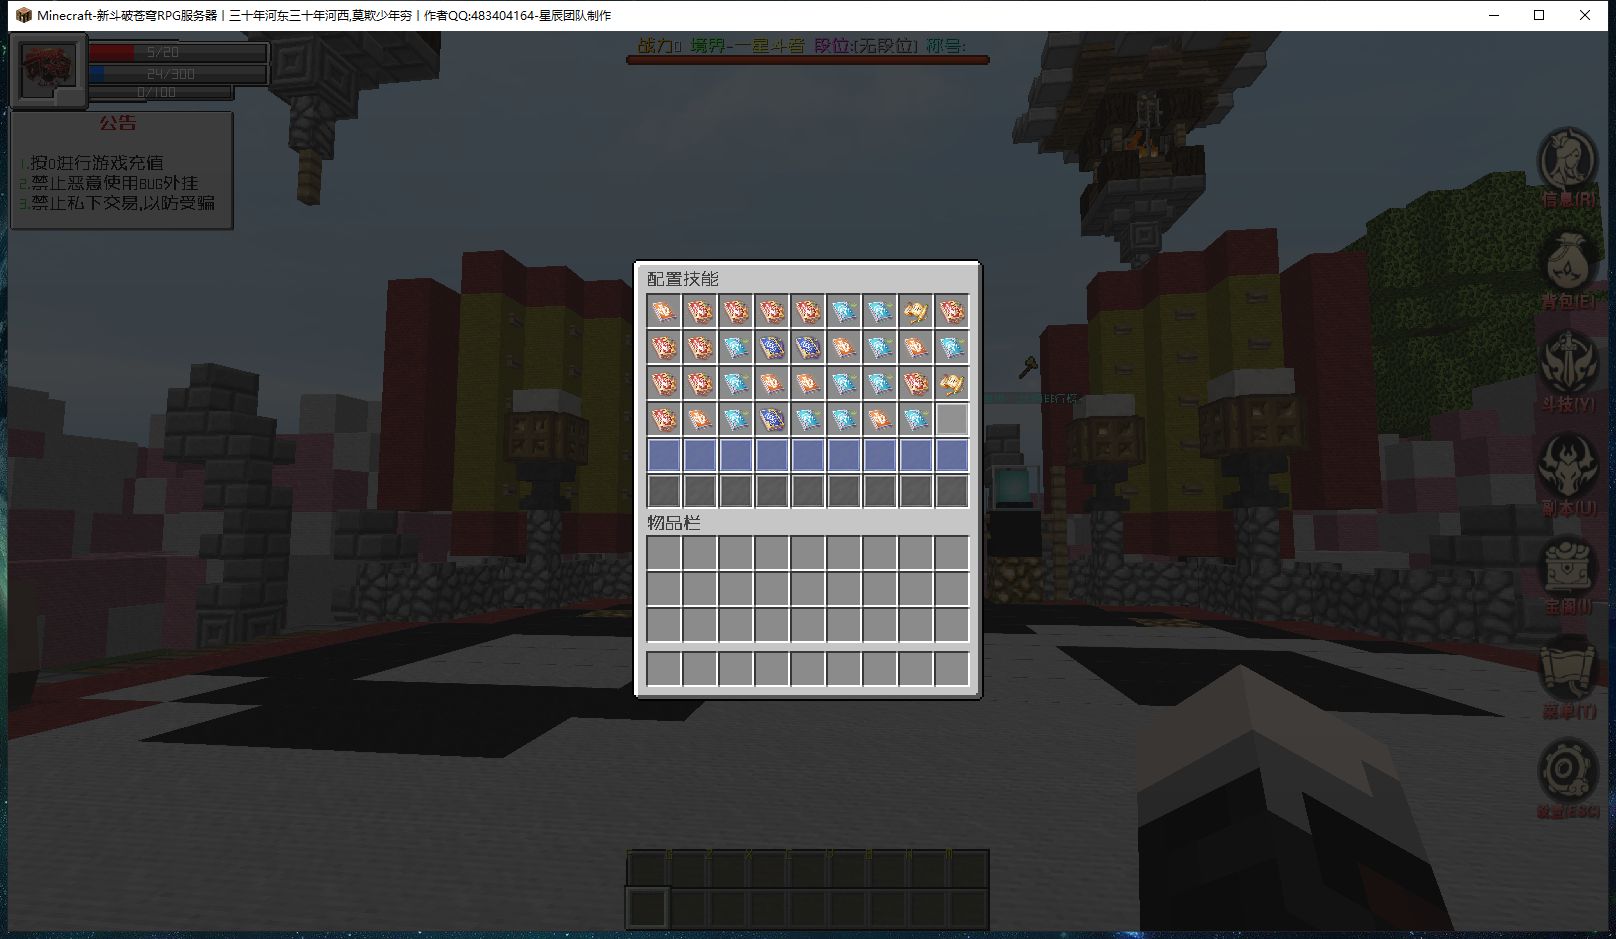 Minecraft-新斗破苍穹RPG服务器丨三十年河东三十年河西,莫欺少年穷丨作者QQ:483404164-星辰团队制作
5/20
24/300
0/100
战力0 境界-一星斗者 段位:[无段位] 称号:
公告
1.按O进行游戏充值
2.禁止恶意使用BUG外挂
3.禁止私下交易,以防受骗
信息(R)
背包(E)
斗技(Y)
副本(U)
宝阁(I)
菜单(T)
设置(ESC)
配置技能
物品栏